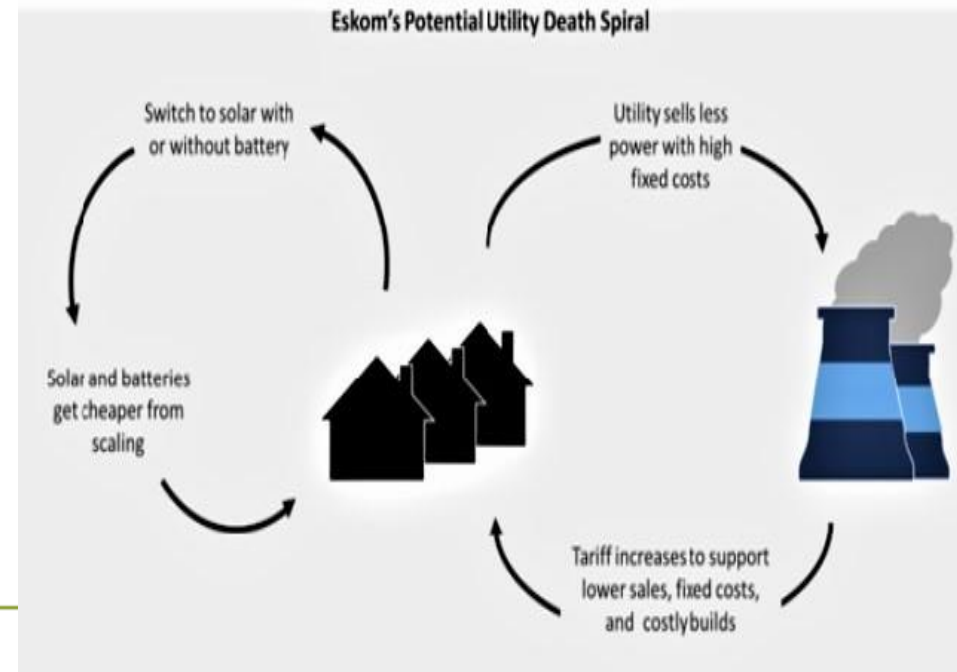 Eskom's Potential Utility Death Spiral
Switch to solar with
or without battery
Utility sells less
power with high
fixed costs
Solar and batteries
get cheaper from
scaling
Tariff increases to support
lower sales, fixed costs,
and costly builds